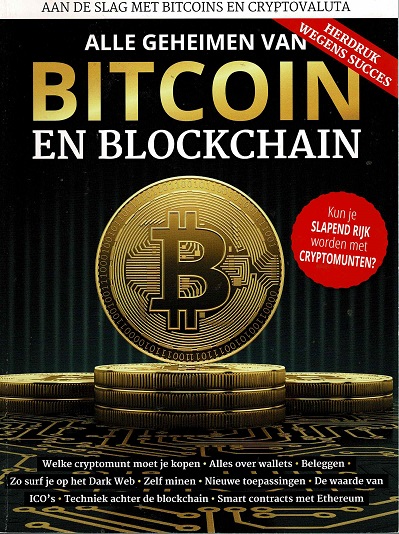 AAN DE SLAG MET BITCOINS EN CRYPTOVALUTA
HERDRUK
WEGENS SUCCES
ALLE GEHEIMEN VAN
BITCOIN
EN BLOCKCHAIN
Kun je
SLAPEND RIJK
worden met
CRYPTOMUNTEN?
Welke cryptomunt moet je kopen • Alles over wallets • Beleggen •
Zo surf je op het Dark Web • Zelf minen • Nieuwe toepassingen • De waarde van
ICO's • Techniek achter de blockchain • Smart contracts met Ethereum